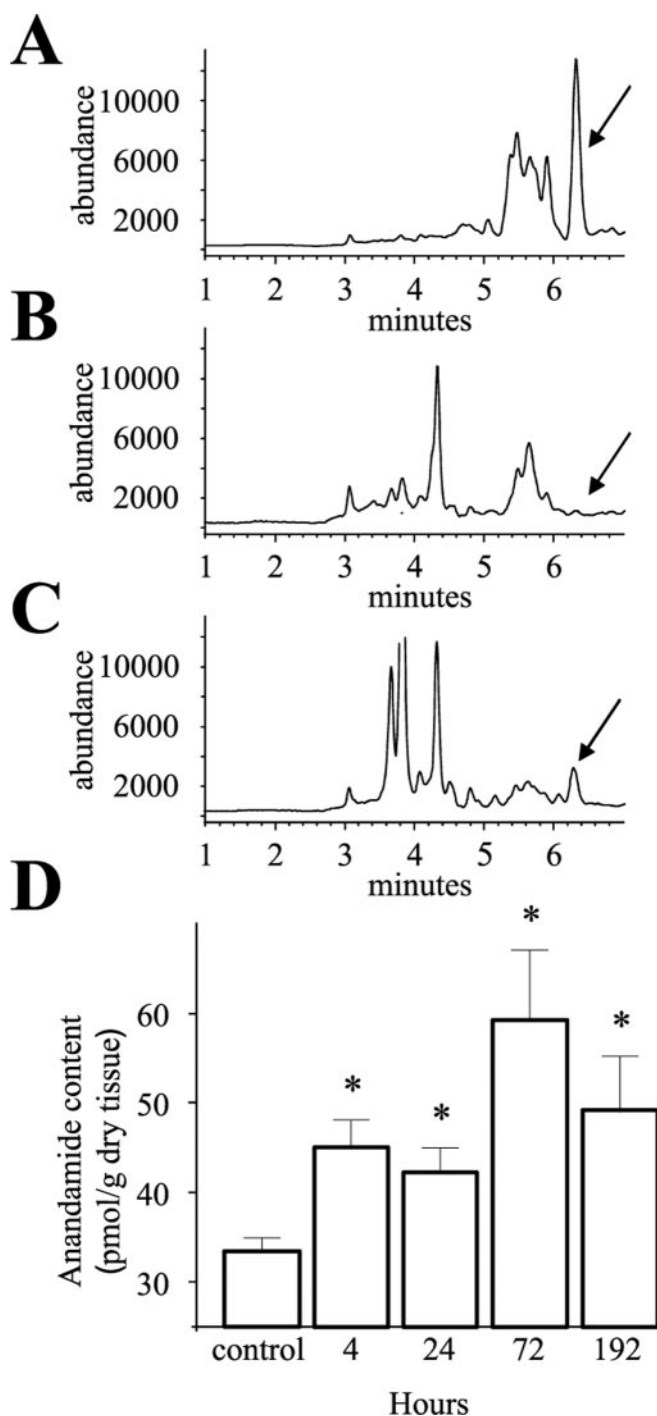 A
abundance
10000
6000
2000
1 2 3 4 5 6
minutes
B
abundance
10000
6000
2000
1 2 3 4 5 6
minutes
C
abundance
10000
6000
2000
1 2 3 4 5 6
minutes
D
Anandamide content
(pmol/g dry tissue)
60
50
40
30
* * * *
control 4 24 72 192
Hours